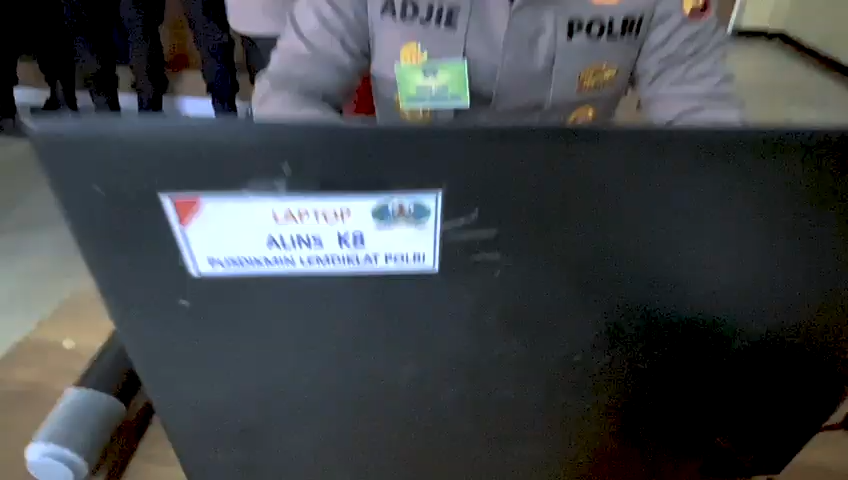 ADJIE
POLRI
LAPTOP
ALINS KB
PUSDIKMIN LEMDIKLAT POLRI